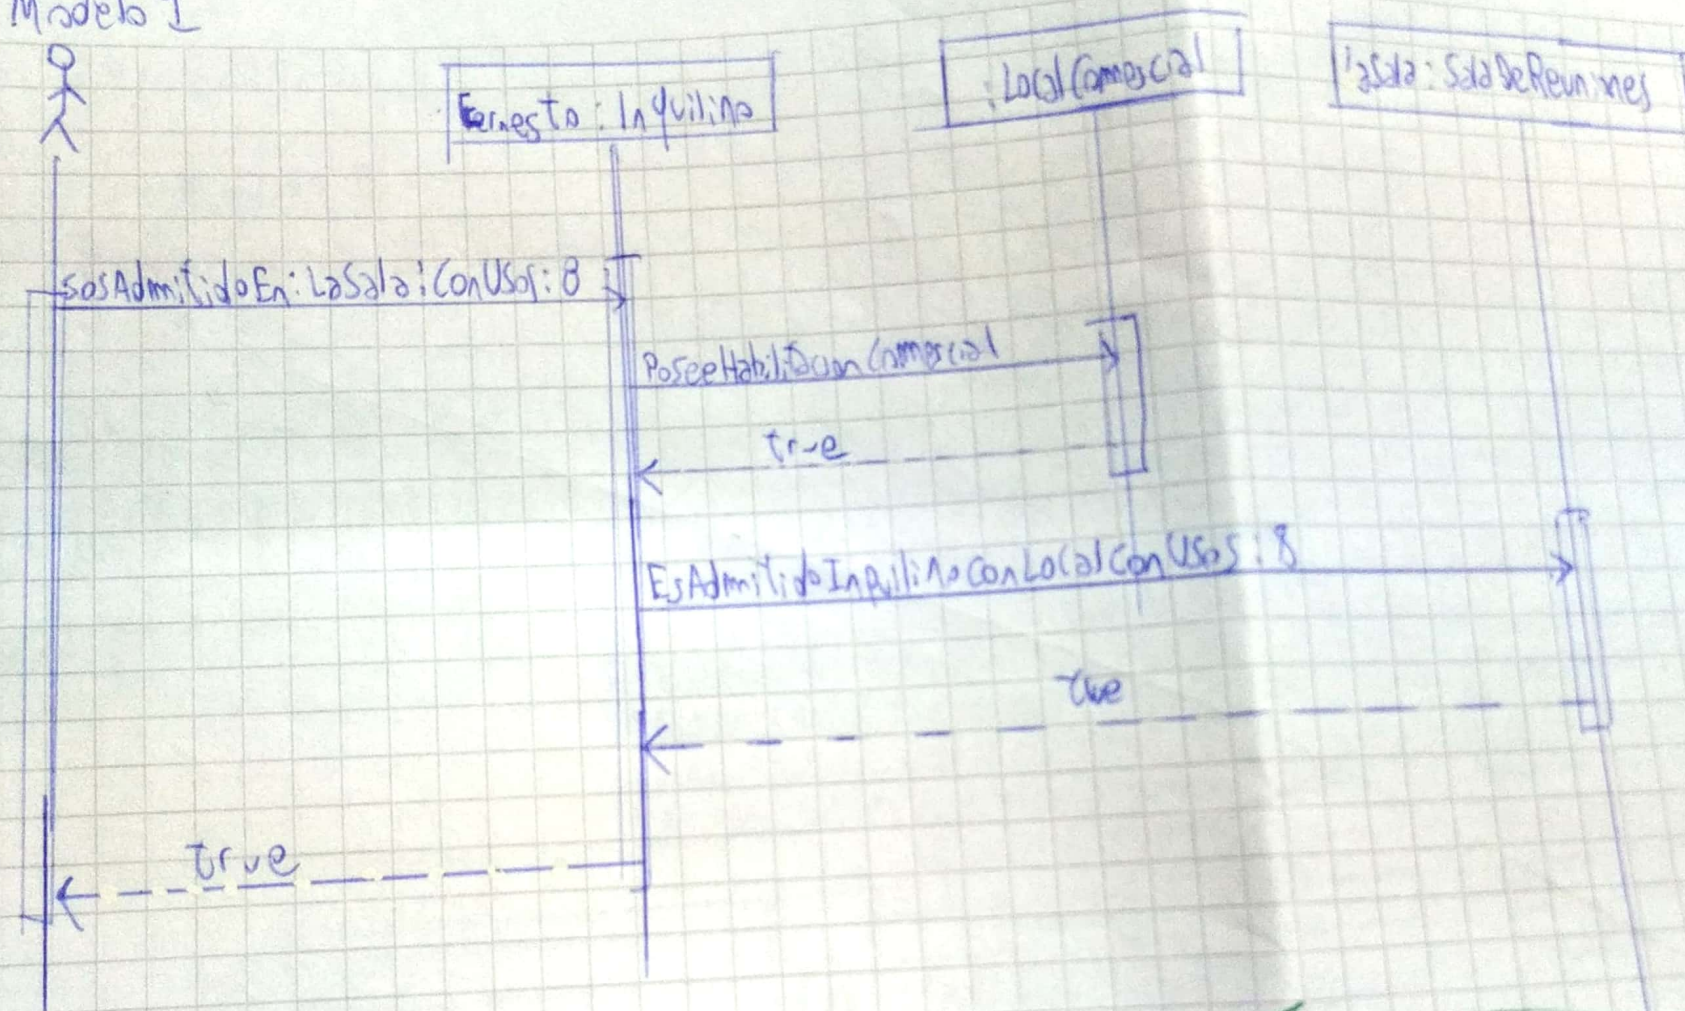 Modelo 1
Ernesto : Inquilino
: LocalComercial
laSala : SalaDeReuniones
sosAdmitidoEn: LaSala: ConUsos: 8
PoseeHabilitacionComercial
true
EsAdmitidoInquilinoConLocalConUsos : 8
true
true